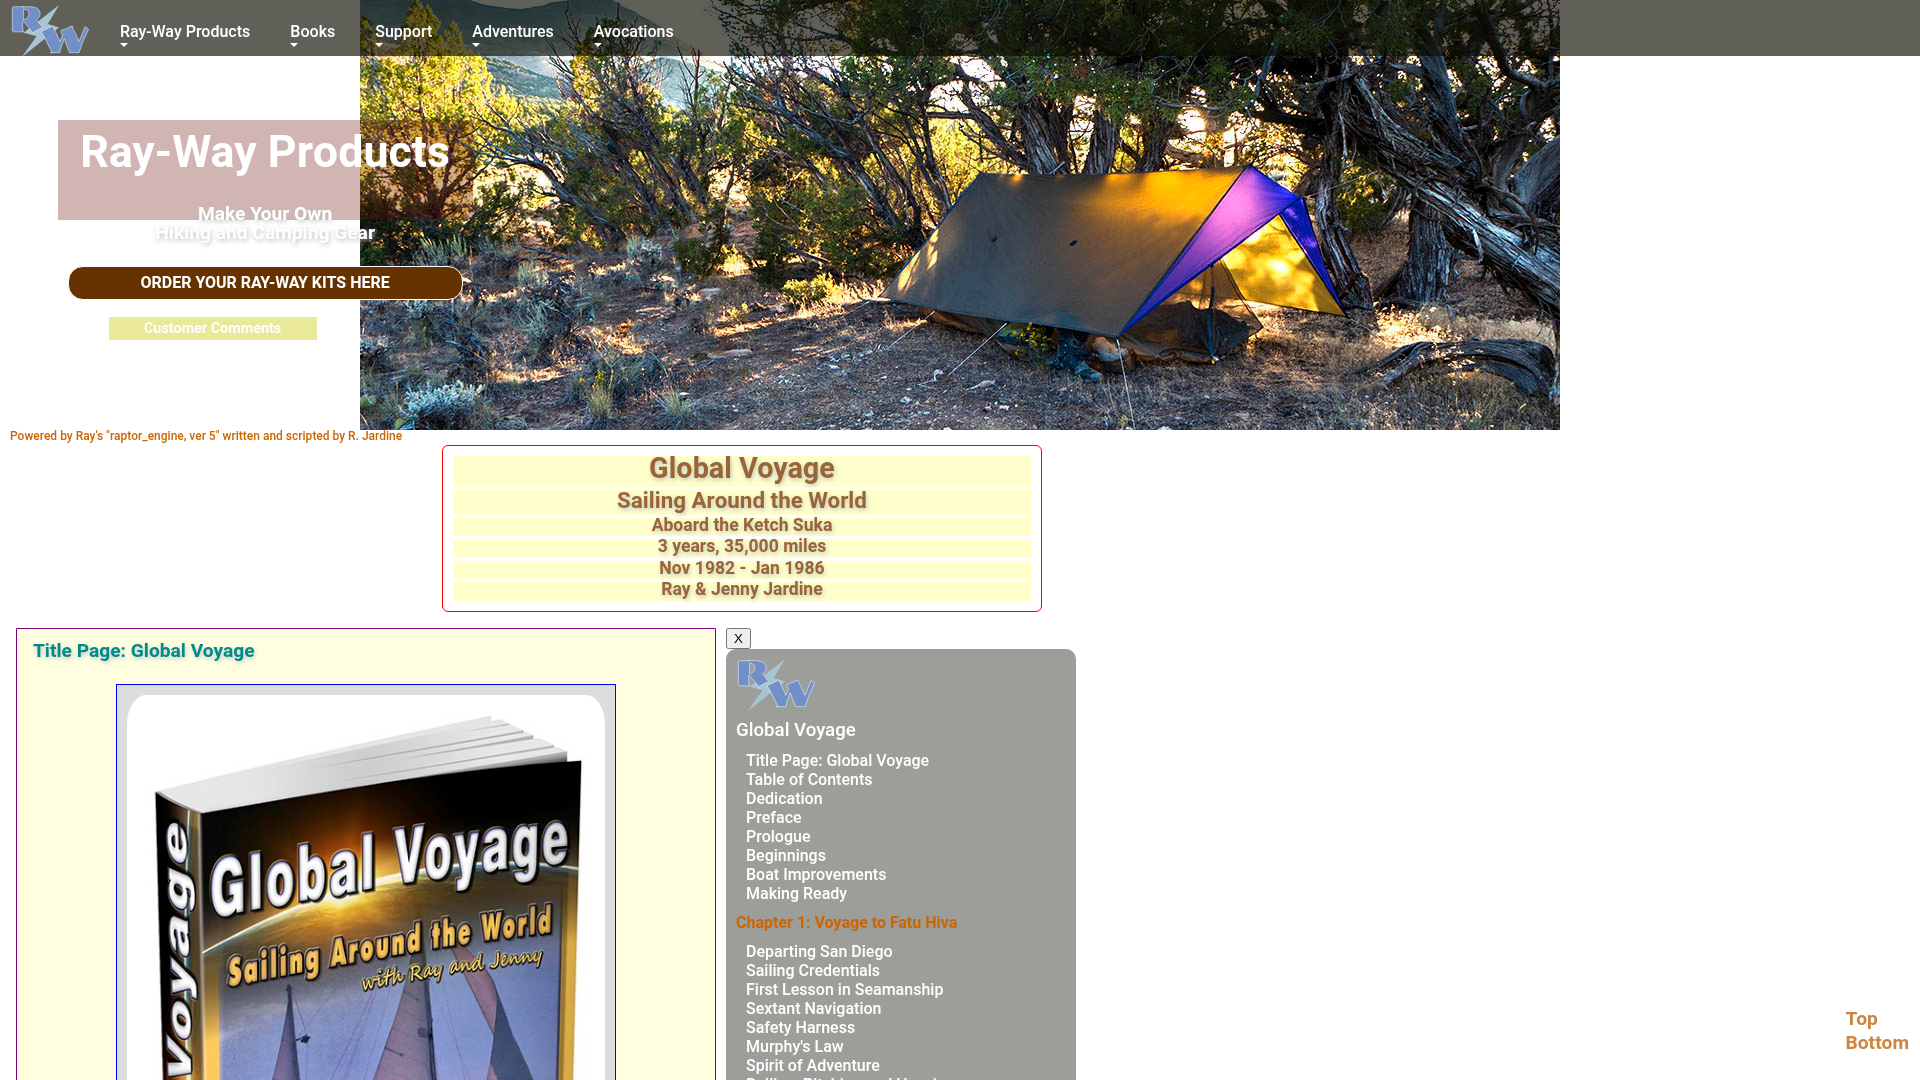 RW
Ray-Way Products
Books
Support
Adventures
Avocations
Ray-Way Products
Make Your Own
Hiking and Camping Gear
ORDER YOUR RAY-WAY KITS HERE
Customer Comments
Powered by Ray's "raptor_engine, ver 5" written and scripted by R. Jardine
Global Voyage
Sailing Around the World
Aboard the Ketch Suka
3 years, 35,000 miles
Nov 1982 - Jan 1986
Ray & Jenny Jardine
Title Page: Global Voyage
Global Voyage
Sailing Around the World
with Ray and Jenny
Voyage
X
RW
Global Voyage
Title Page: Global Voyage
Table of Contents
Dedication
Preface
Prologue
Beginnings
Boat Improvements
Making Ready
Chapter 1: Voyage to Fatu Hiva
Departing San Diego
Sailing Credentials
First Lesson in Seamanship
Sextant Navigation
Safety Harness
Murphy's Law
Spirit of Adventure
Top
Bottom